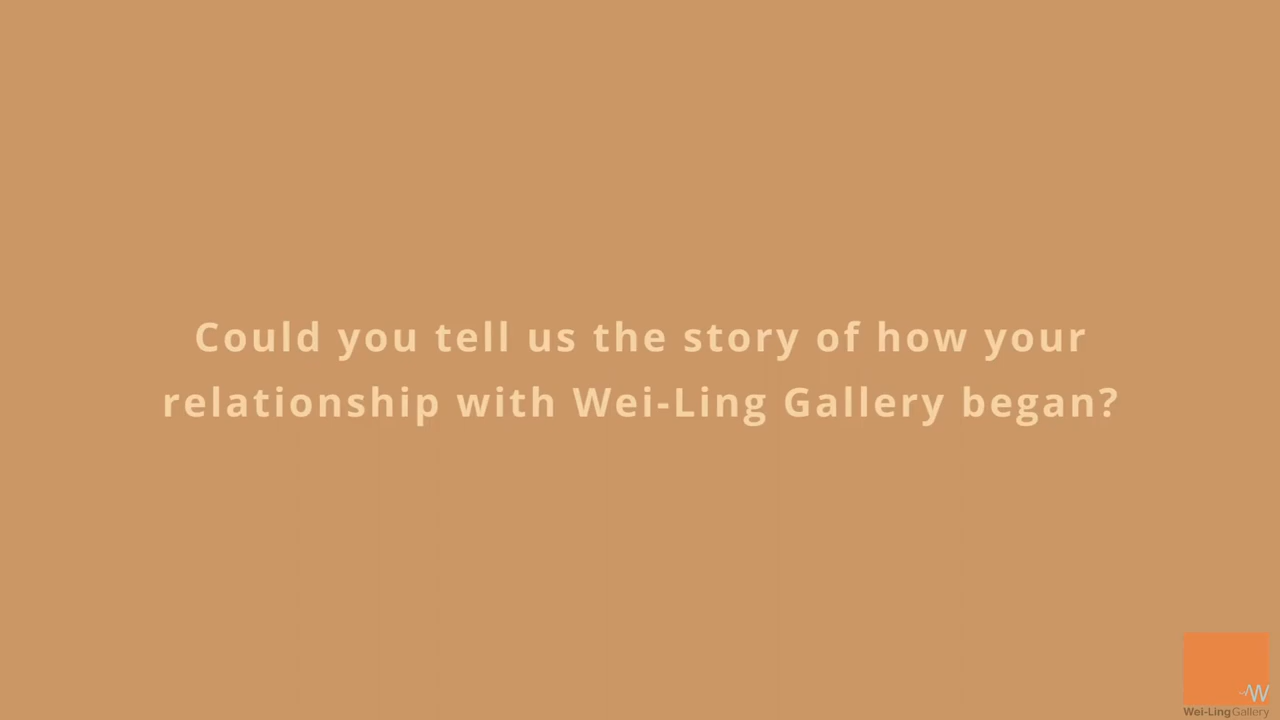 Could you tell us the story of how your
relationship with Wei-Ling Gallery began?
W
Wei-Ling Gallery